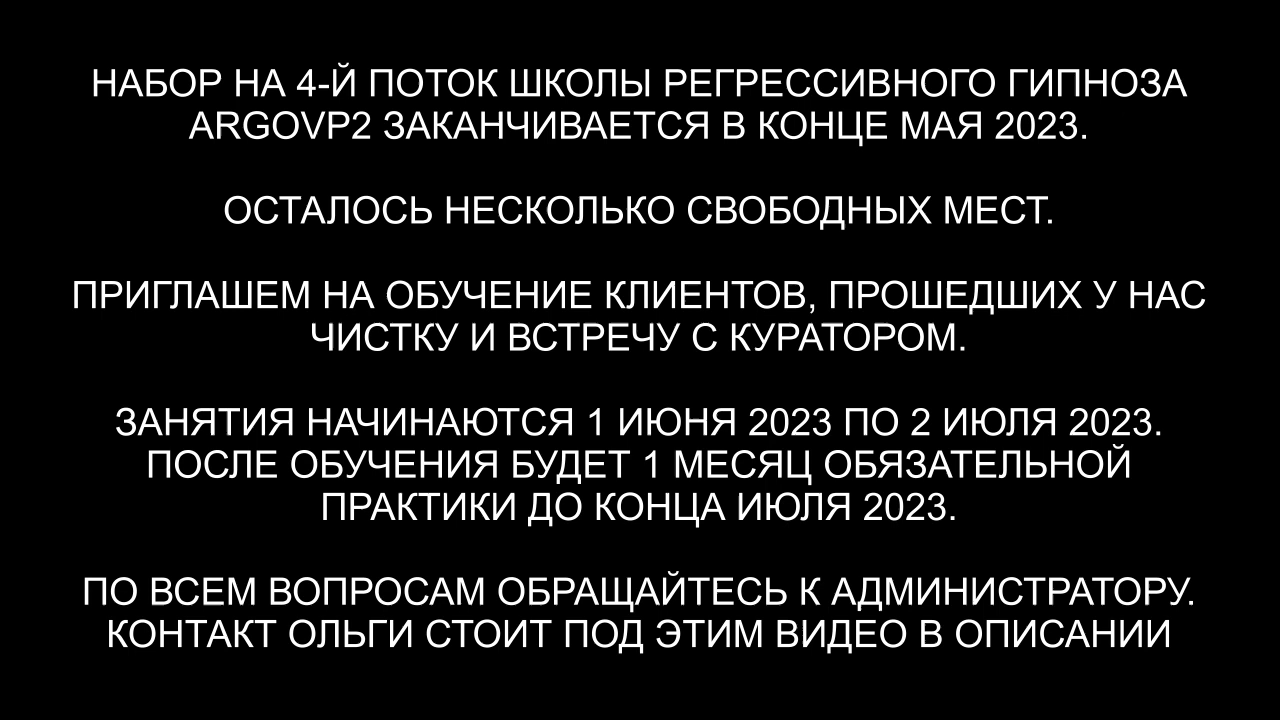 НАБОР НА 4-Й ПОТОК ШКОЛЫ РЕГРЕССИВНОГО ГИПНОЗА
ARGOVP2 ЗАКАНЧИВАЕТСЯ В КОНЦЕ МАЯ 2023.
ОСТАЛОСЬ НЕСКОЛЬКО СВОБОДНЫХ МЕСТ.
ПРИГЛАШЕМ НА ОБУЧЕНИЕ КЛИЕНТОВ, ПРОШЕДШИХ У НАС
ЧИСТКУ И ВСТРЕЧУ С КУРАТОРОМ.
ЗАНЯТИЯ НАЧИНАЮТСЯ 1 ИЮНЯ 2023 ПО 2 ИЮЛЯ 2023.
ПОСЛЕ ОБУЧЕНИЯ БУДЕТ 1 МЕСЯЦ ОБЯЗАТЕЛЬНОЙ
ПРАКТИКИ ДО КОНЦА ИЮЛЯ 2023.
ПО ВСЕМ ВОПРОСАМ ОБРАЩАЙТЕСЬ К АДМИНИСТРАТОРУ.
КОНТАКТ ОЛЬГИ СТОИТ ПОД ЭТИМ ВИДЕО В ОПИСАНИИ